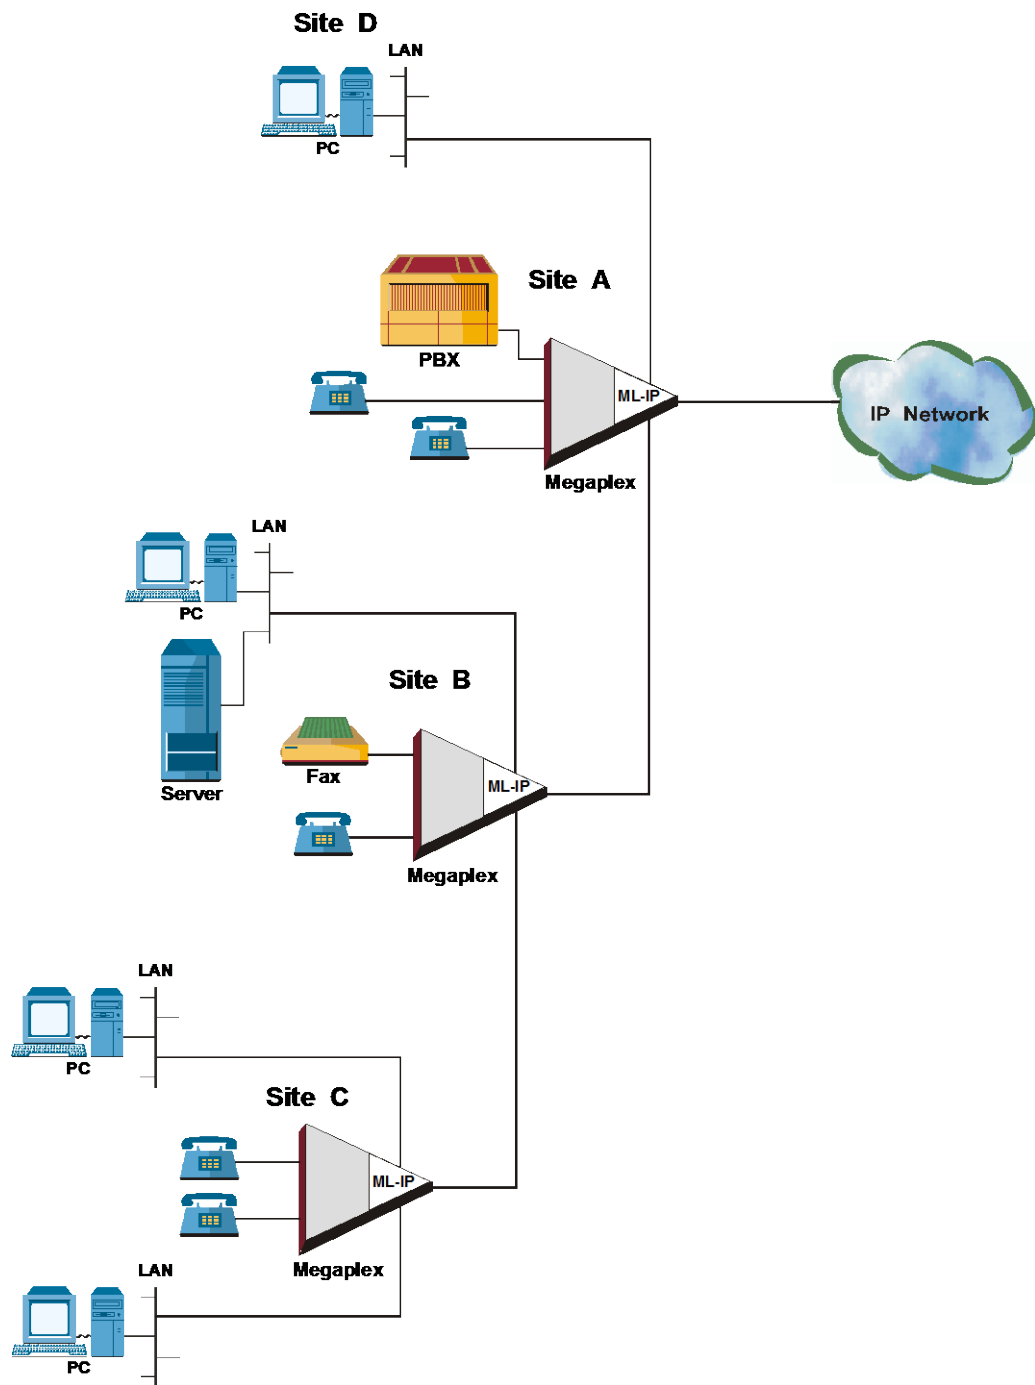 Site D
LAN
PC
Site A
PBX
ML-IP
IP Network
Megaplex
LAN
PC
Site B
Fax
ML-IP
Server
Megaplex
LAN
PC
Site C
ML-IP
Megaplex
LAN
PC